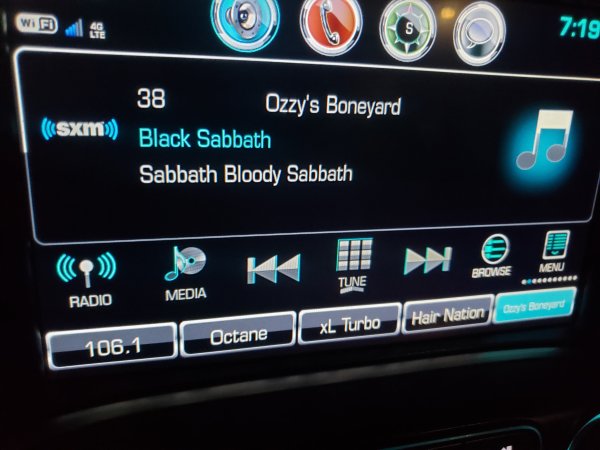 WiFi
4G
LTE
S
7:19
38 Ozzy's Boneyard
((sxm))
Black Sabbath
Sabbath Bloody Sabbath
RADIO
MEDIA
TUNE
BROWSE
MENU
106.1
Octane
xL Turbo
Hair Nation
Ozzy's Boneyard